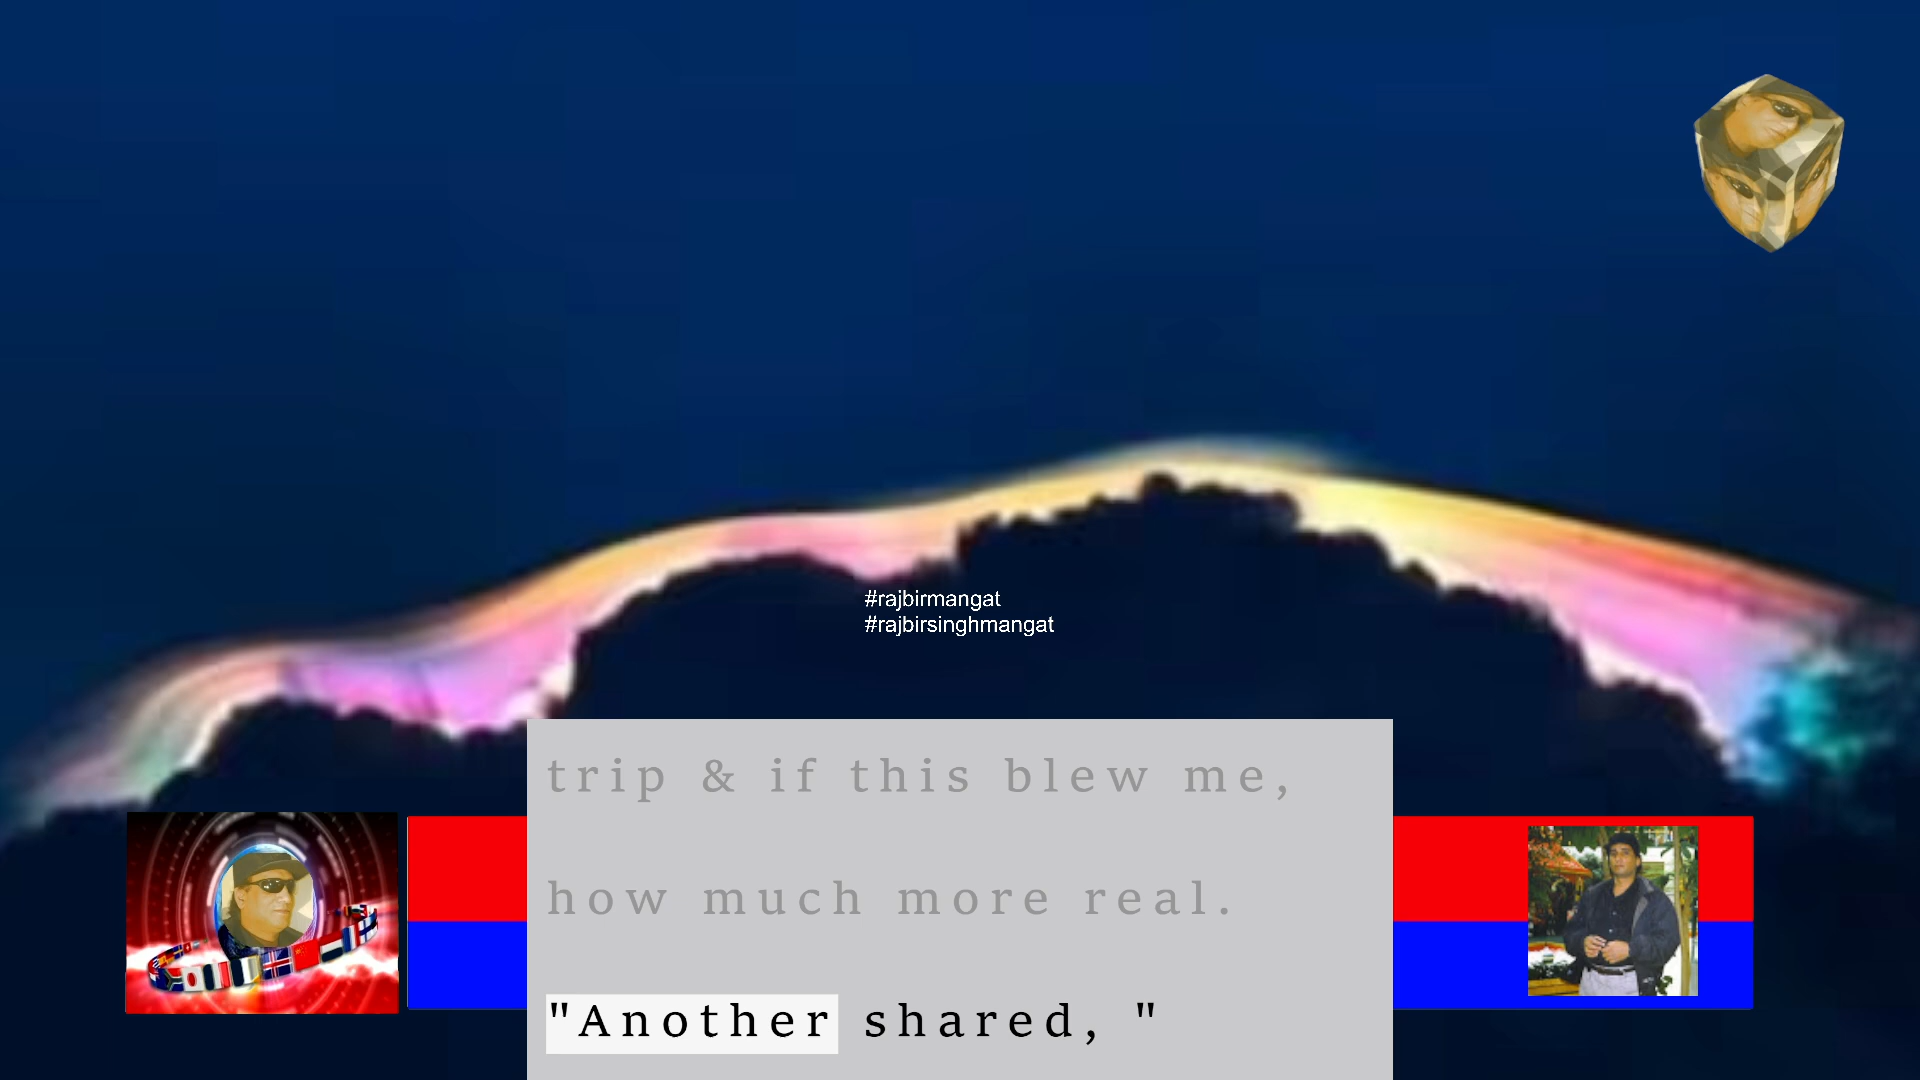 #rajbirmangat
#rajbirsinghmangat
trip & if this blew me,
how much more real.
"Another shared, "